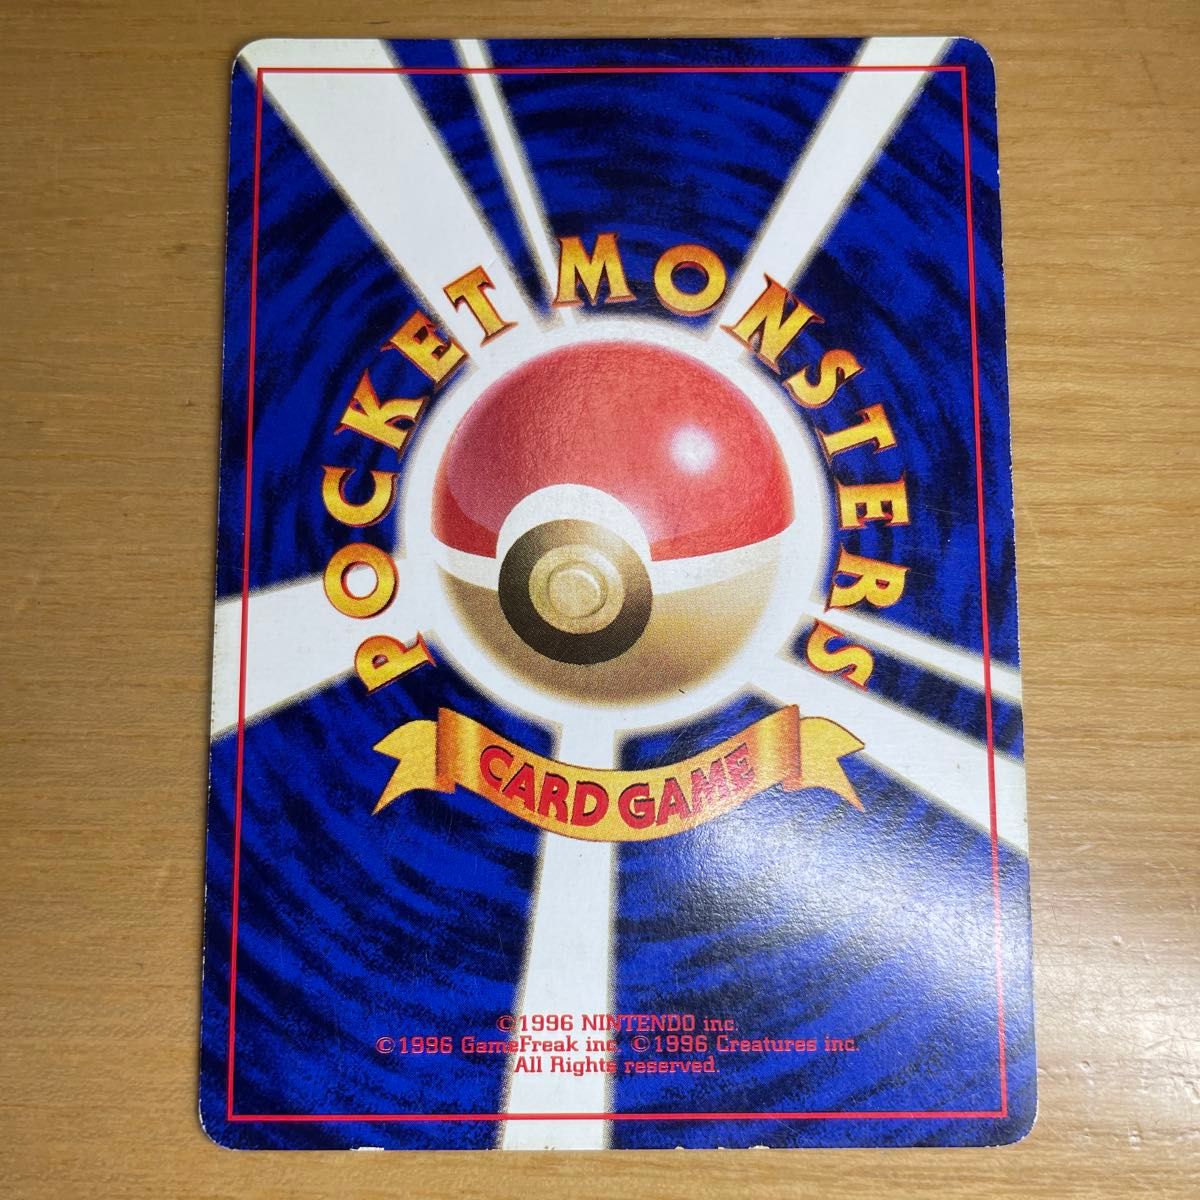 POCKET MONSTERS
CARD GAME
©1996 NINTENDO inc.
©1996 GameFreak inc. ©1996 Creatures inc.
All Rights reserved.